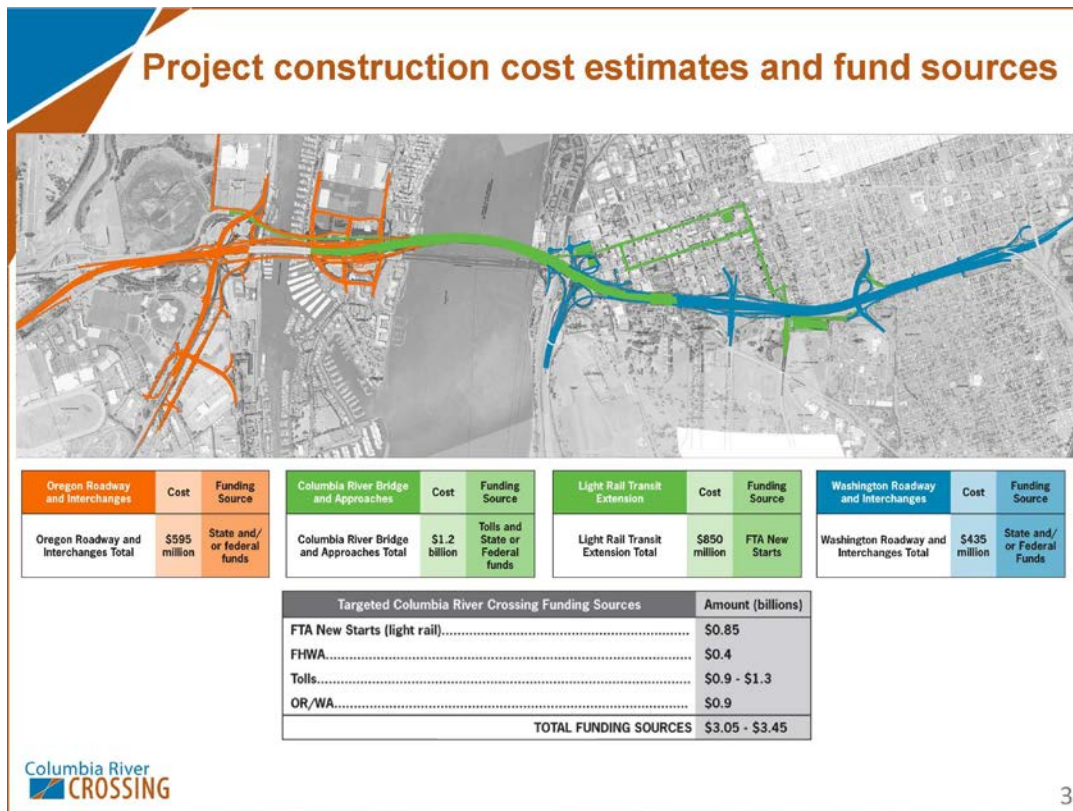 Project construction cost estimates and fund sources
Oregon Roadway
and Interchanges
Cost
Funding
Source
Oregon Roadway and
Interchanges Total
$595
million
State and/
or federal
funds
Columbia River Bridge
and Approaches
Cost
Funding
Source
Columbia River Bridge
and Approaches Total
$1.2
billion
Tolls and
State or
Federal
funds
Light Rail Transit
Extension
Cost
Funding
Source
Light Rail Transit
Extension Total
$850
million
FTA New
Starts
Washington Roadway
and Interchanges
Cost
Funding
Source
Washington Roadway and
Interchanges Total
$435
million
State and/
or Federal
Funds
Targeted Columbia River Crossing Funding Sources Amount (billions)
FTA New Starts (light rail) $0.85
FHWA $0.4
Tolls $0.9 - $1.3
OR/WA $0.9
TOTAL FUNDING SOURCES $3.05 - $3.45
Columbia River
CROSSING
3